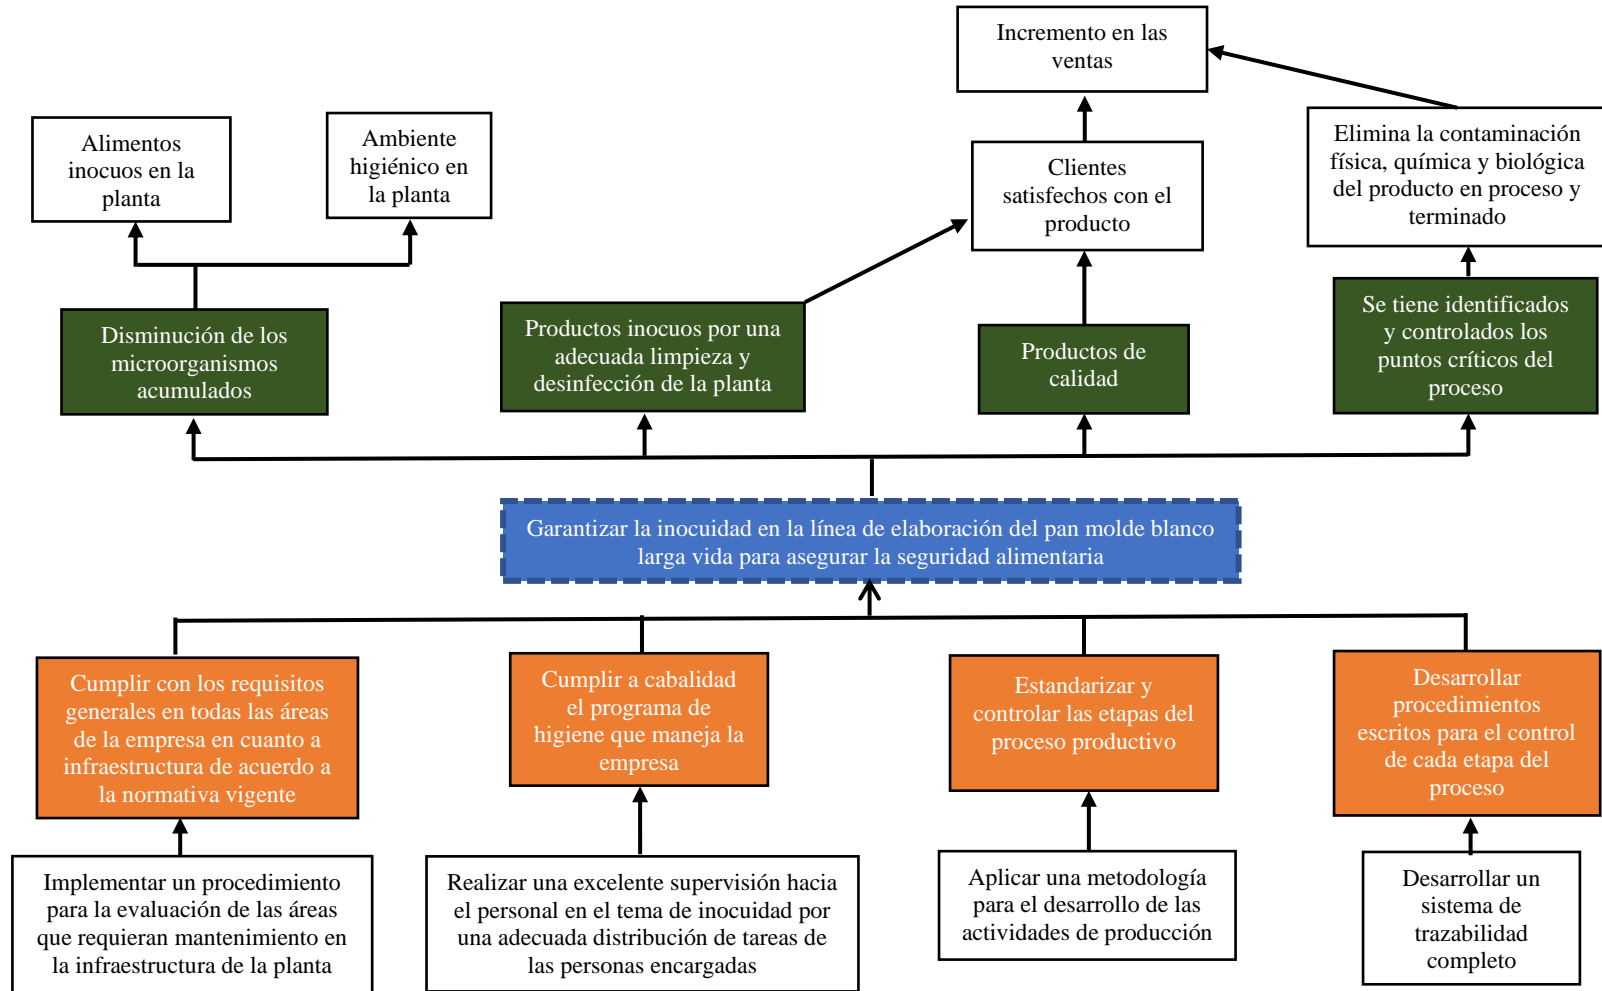 Incremento en las
ventas
Alimentos
inocuos en la
planta
Ambiente
higiénico en
la planta
Clientes
satisfechos con el
producto
Elimina la contaminación
física, química y biológica
del producto en proceso y
terminado
Disminución de los
microorganismos
acumulados
Productos inocuos por una
adecuada limpieza y
desinfección de la planta
Productos de
calidad
Se tiene identificados
y controlados los
puntos críticos del
proceso
Garantizar la inocuidad en la línea de elaboración del pan molde blanco
larga vida para asegurar la seguridad alimentaria
Cumplir con los requisitos
generales en todas las áreas
de la empresa en cuanto a
infraestructura de acuerdo a
la normativa vigente
Cumplir a cabalidad
el programa de
higiene que maneja la
empresa
Estandarizar y
controlar las etapas del
proceso productivo
Desarrollar
procedimientos
escritos para el control
de cada etapa del
proceso
Implementar un procedimiento
para la evaluación de las áreas
que requieran mantenimiento en
la infraestructura de la planta
Realizar una excelente supervisión hacia
el personal en el tema de inocuidad por
una adecuada distribución de tareas de
las personas encargadas
Aplicar una metodología
para el desarrollo de las
actividades de producción
Desarrollar un
sistema de
trazabilidad
completo